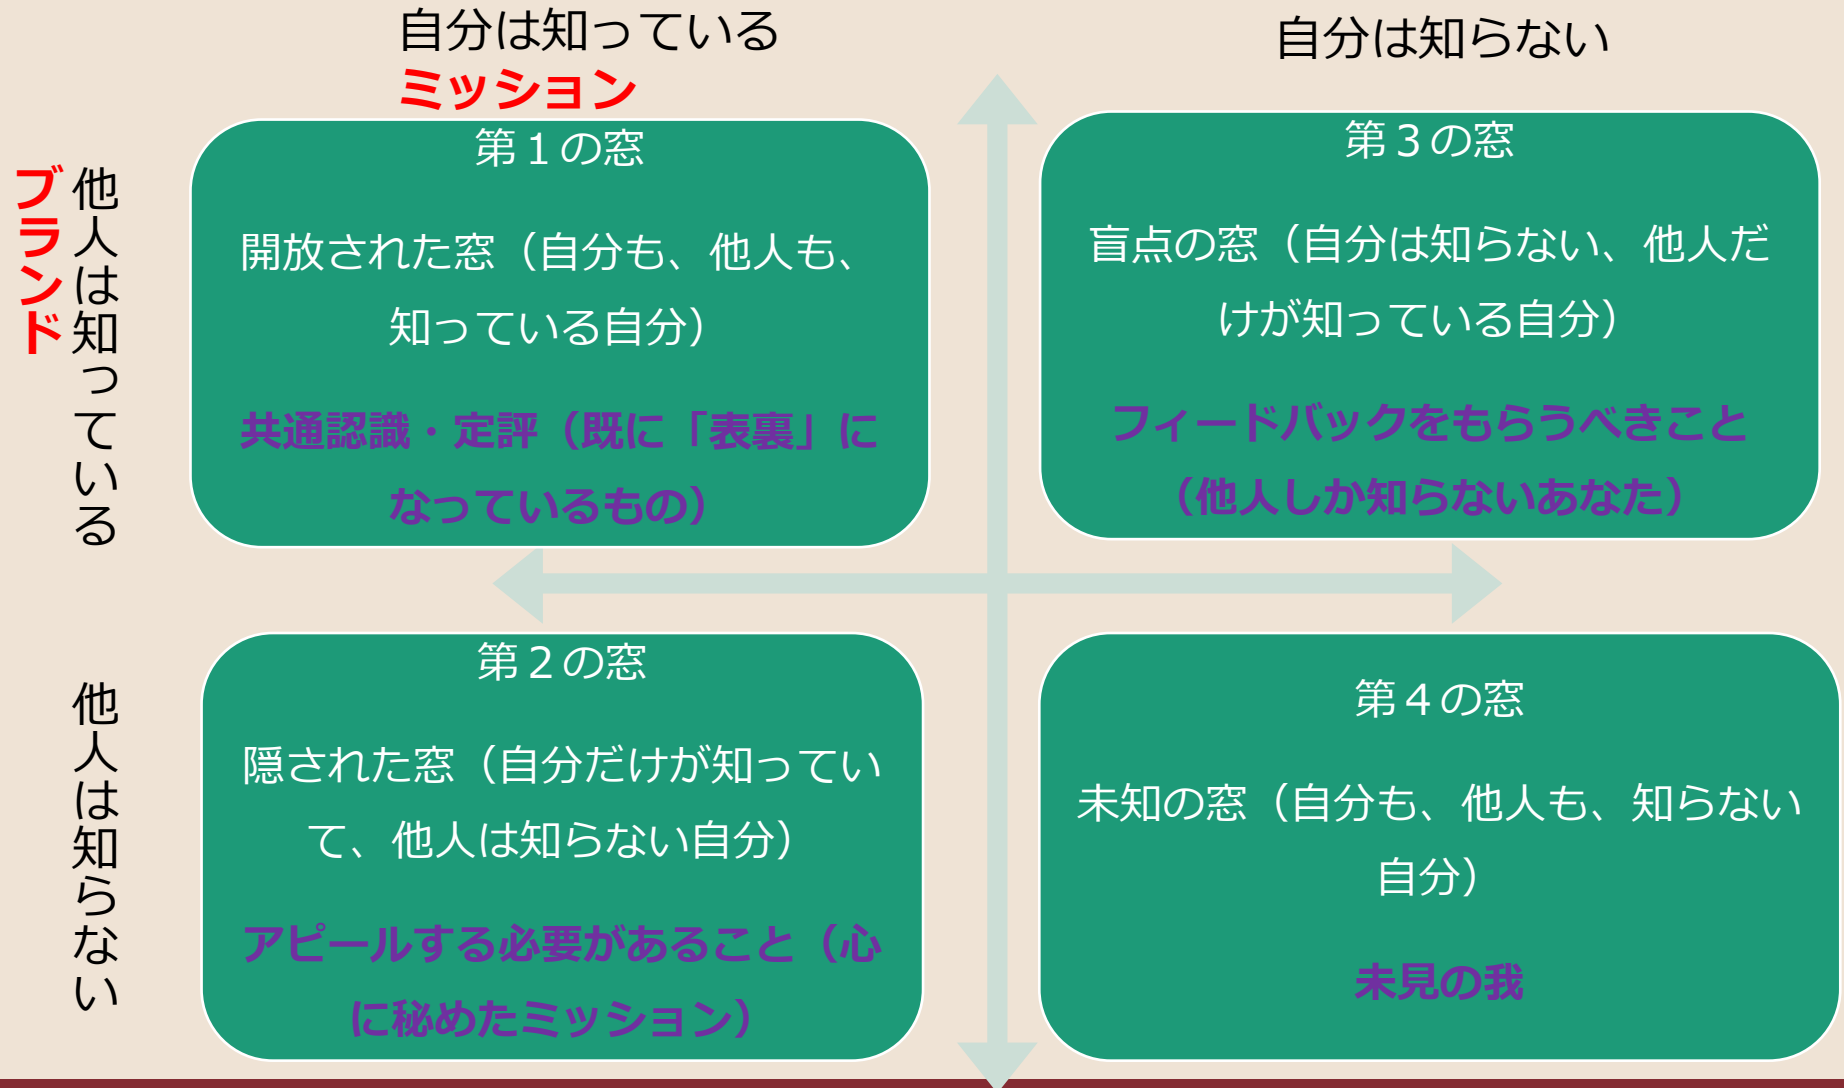 自分は知っている
ミッション
自分は知らない
ブランド
他人は知っている
第１の窓
開放された窓（自分も、他人も、
知っている自分）
共通認識・定評（既に「表裏」に
なっているもの）
第３の窓
盲点の窓（自分は知らない、他人だ
けが知っている自分）
フィードバックをもらうべきこと
（他人しか知らないあなた）
他人は知らない
第２の窓
隠された窓（自分だけが知ってい
て、他人は知らない自分）
アピールする必要があること（心
に秘めたミッション）
第４の窓
未知の窓（自分も、他人も、知らない
自分）
未見の我